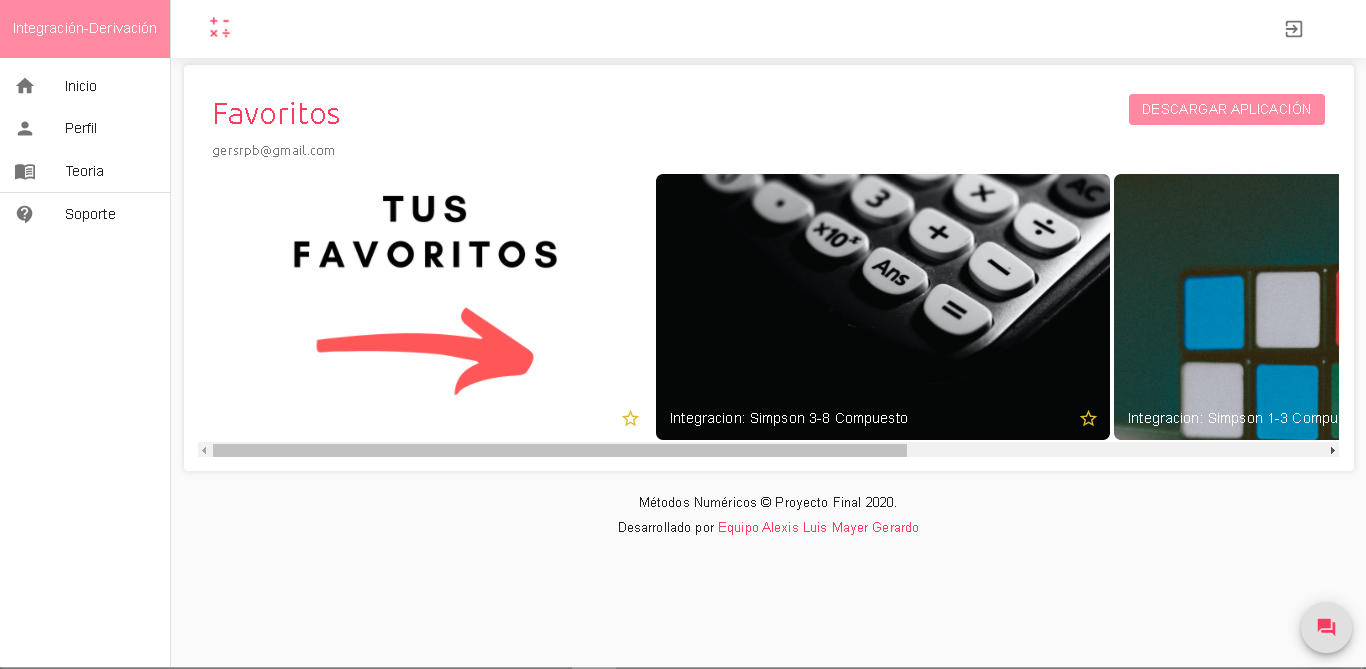 Integración-Derivación
Inicio
Perfil
Teoria
Soporte
Favoritos
DESCARGAR APLICACIÓN
gersrpb@gmail.com
TUS
FAVORITOS
AC
3
×
x10ˣ
+
÷
Ans
−
=
Integracion: Simpson 3-8 Compuesto
Integracion: Simpson 1-3 Compu
Métodos Numéricos © Proyecto Final 2020.
Desarrollado por Equipo Alexis Luis Mayer Gerardo